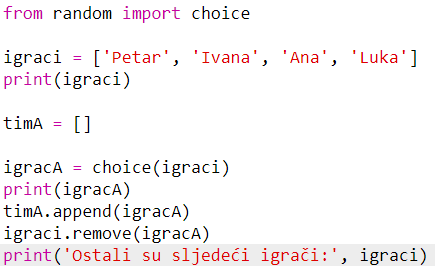 from random import choice
igraci = ['Petar', 'Ivana', 'Ana', 'Luka']
print(igraci)
timA = []
igracA = choice(igraci)
print(igracA)
timA.append(igracA)
igraci.remove(igracA)
print('Ostali su sljedeći igrači:', igraci)